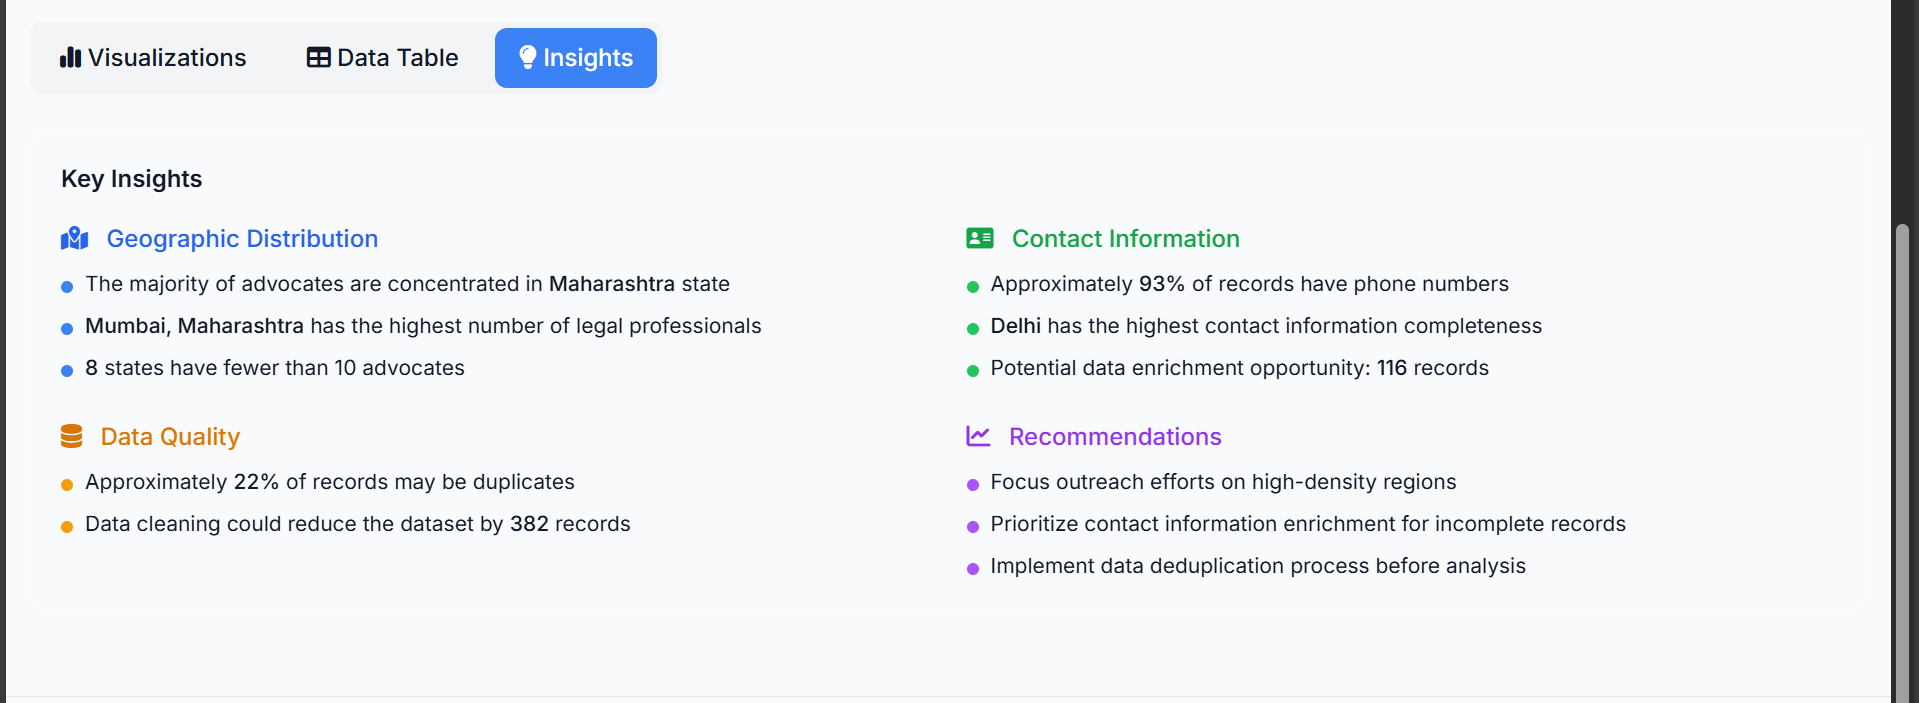 Visualizations
Data Table
Insights
Key Insights
Geographic Distribution
The majority of advocates are concentrated in Maharashtra state
Mumbai, Maharashtra has the highest number of legal professionals
8 states have fewer than 10 advocates
Contact Information
Approximately 93% of records have phone numbers
Delhi has the highest contact information completeness
Potential data enrichment opportunity: 116 records
Data Quality
Approximately 22% of records may be duplicates
Data cleaning could reduce the dataset by 382 records
Recommendations
Focus outreach efforts on high-density regions
Prioritize contact information enrichment for incomplete records
Implement data deduplication process before analysis